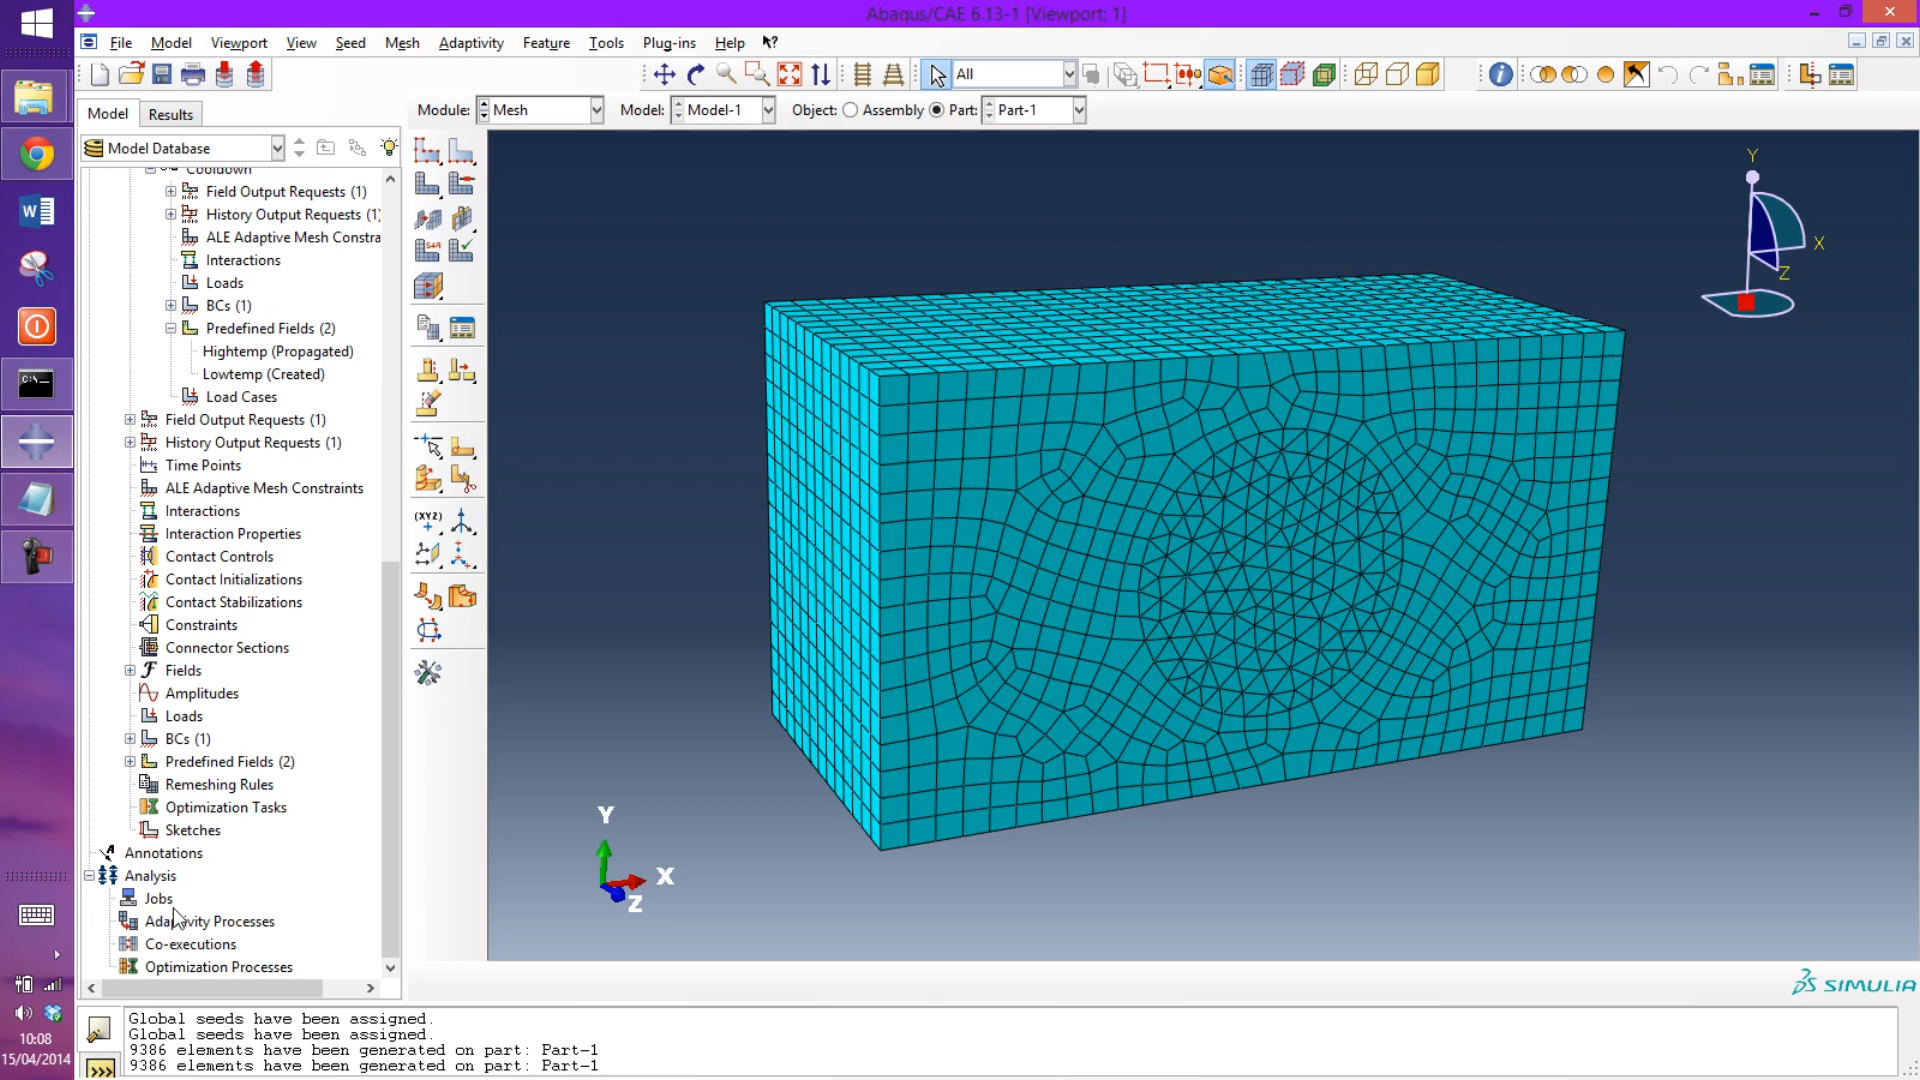 Abaqus/CAE 6.13-1 [Viewport: 1]
File Model Viewport View Seed Mesh Adaptivity Feature Tools Plug-ins Help
All
Model Results
Module: Mesh Model: Model-1 Object: Assembly Part: Part-1
Model Database
Cooldown
Field Output Requests (1)
History Output Requests (1)
ALE Adaptive Mesh Constra
Interactions
Loads
BCs (1)
Predefined Fields (2)
Hightemp (Propagated)
Lowtemp (Created)
Load Cases
Field Output Requests (1)
History Output Requests (1)
Time Points
ALE Adaptive Mesh Constraints
Interactions
Interaction Properties
Contact Controls
Contact Initializations
Contact Stabilizations
Constraints
Connector Sections
Fields
Amplitudes
Loads
BCs (1)
Predefined Fields (2)
Remeshing Rules
Optimization Tasks
Sketches
Annotations
Analysis
Jobs
Adaptivity Processes
Co-executions
Optimization Processes
(XYZ)
Y
X
Z
Y
X
Z
SIMULIA
Global seeds have been assigned.
Global seeds have been assigned.
9386 elements have been generated on part: Part-1
9386 elements have been generated on part: Part-1
>>>
10:08
15/04/2014